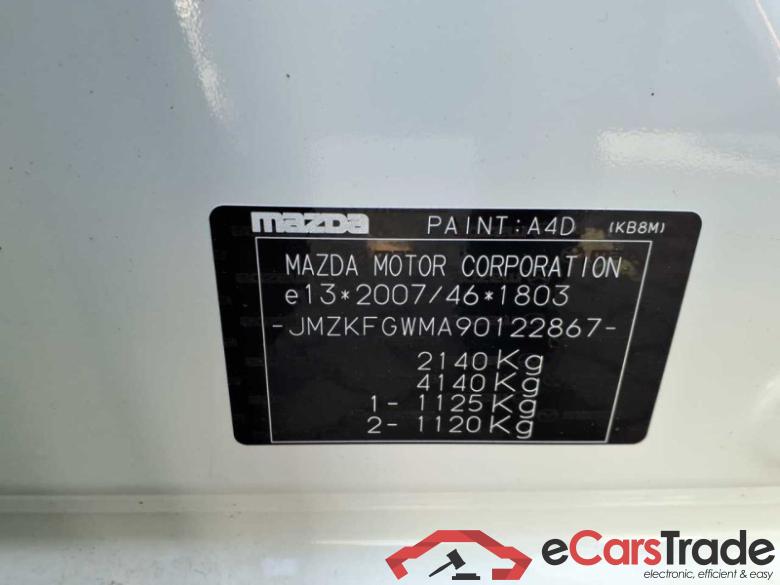 mazda PAINT:A4D (KB8M)
MAZDA MOTOR CORPORATION
e13*2007/46*1803
-JMZKFGWMA90122867-
2140Kg
4140Kg
1- 1125Kg
2- 1120Kg
eCarsTrade
electronic, efficient & easy